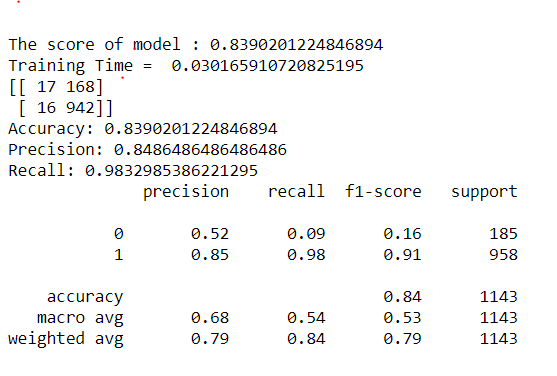 The score of model : 0.8390201224846894
Training Time =  0.030165910720825195
[[ 17 168]
 [ 16 942]]
Accuracy: 0.8390201224846894
Precision: 0.8486486486486486
Recall: 0.9832985386221295
              precision    recall  f1-score   support
           0       0.52      0.09      0.16       185
           1       0.85      0.98      0.91       958
    accuracy                           0.84      1143
   macro avg       0.68      0.54      0.53      1143
weighted avg       0.79      0.84      0.79      1143